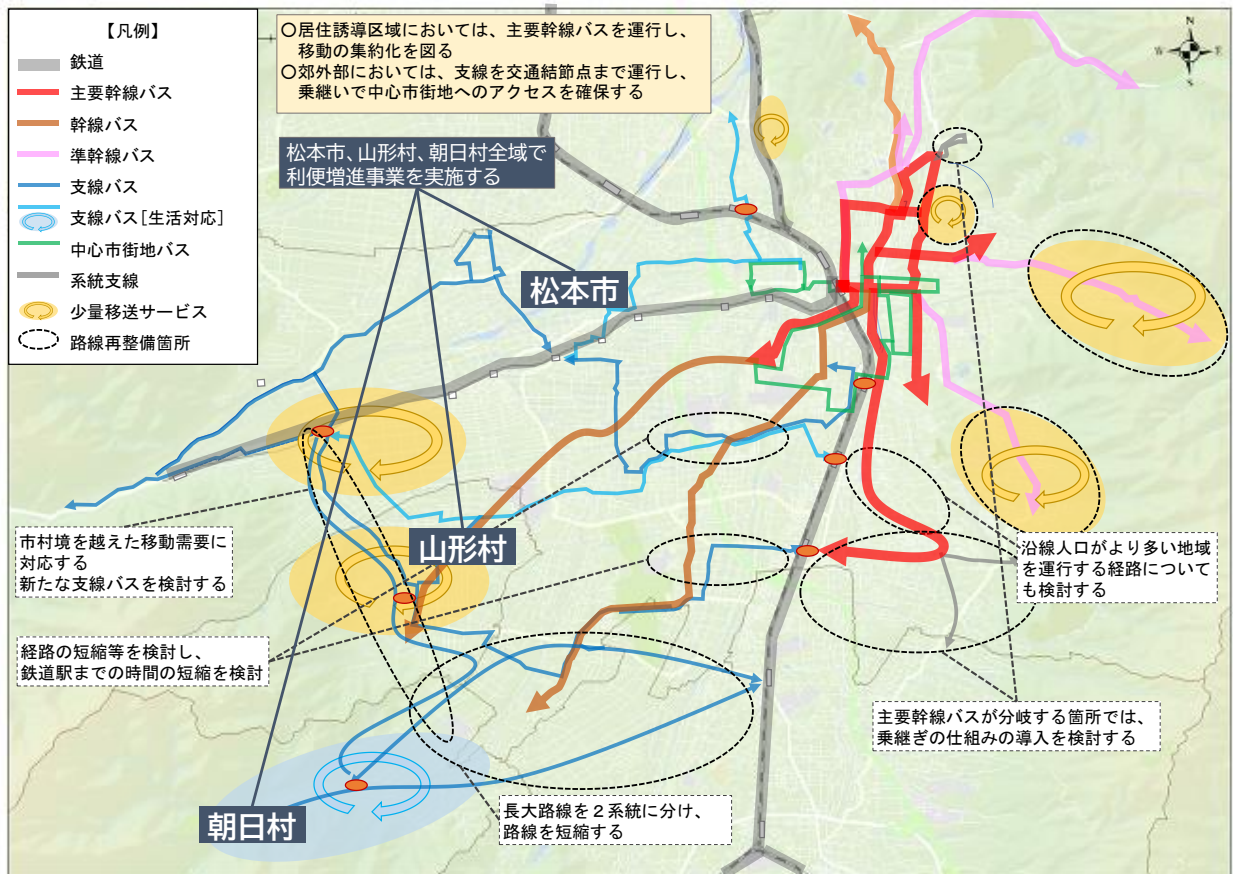 【凡例】
鉄道
主要幹線バス
幹線バス
準幹線バス
支線バス
支線バス[生活対応]
中心市街地バス
系統支線
少量移送サービス
路線再整備箇所
〇居住誘導区域においては、主要幹線バスを運行し、
移動の集約化を図る
〇郊外部においては、支線を交通結節点まで運行し、
乗継いで中心市街地へのアクセスを確保する
N
W
E
S
松本市、山形村、朝日村全域で
利便増進事業を実施する
松本市
山形村
朝日村
市村境を越えた移動需要に
対応する
新たな支線バスを検討する
経路の短縮等を検討し、
鉄道駅までの時間の短縮を検討
沿線人口がより多い地域
を運行する経路について
も検討する
主要幹線バスが分岐する箇所では、
乗継ぎの仕組みの導入を検討する
長大路線を２系統に分け、
路線を短縮する